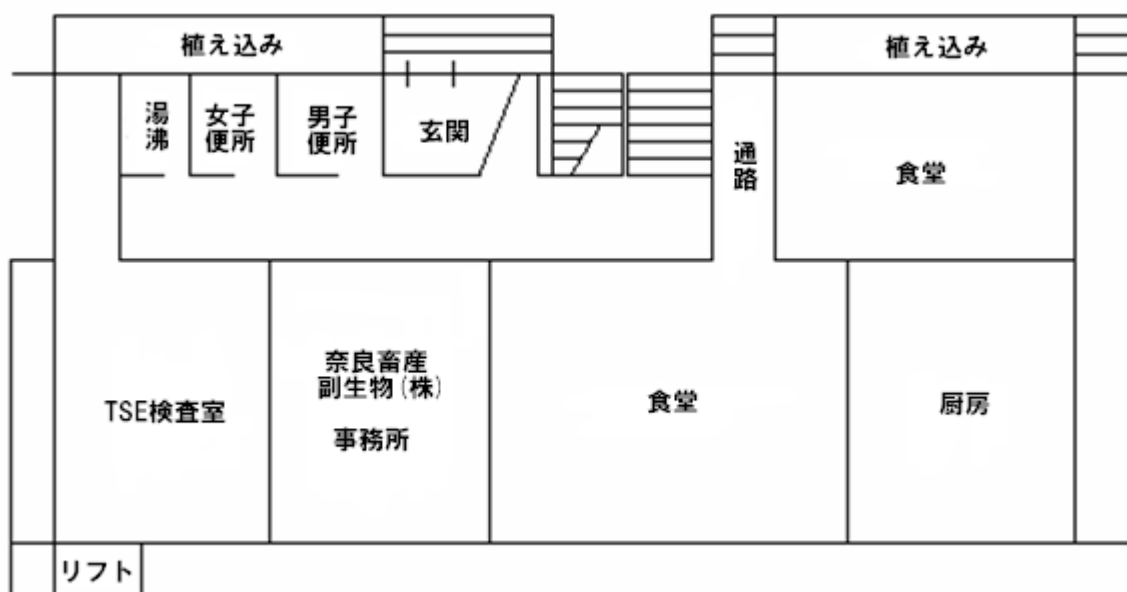 植え込み
植え込み
湯沸
女子
便所
男子
便所
玄関
通路
食堂
TSE検査室
奈良畜産
副生物(株)
事務所
食堂
厨房
リフト